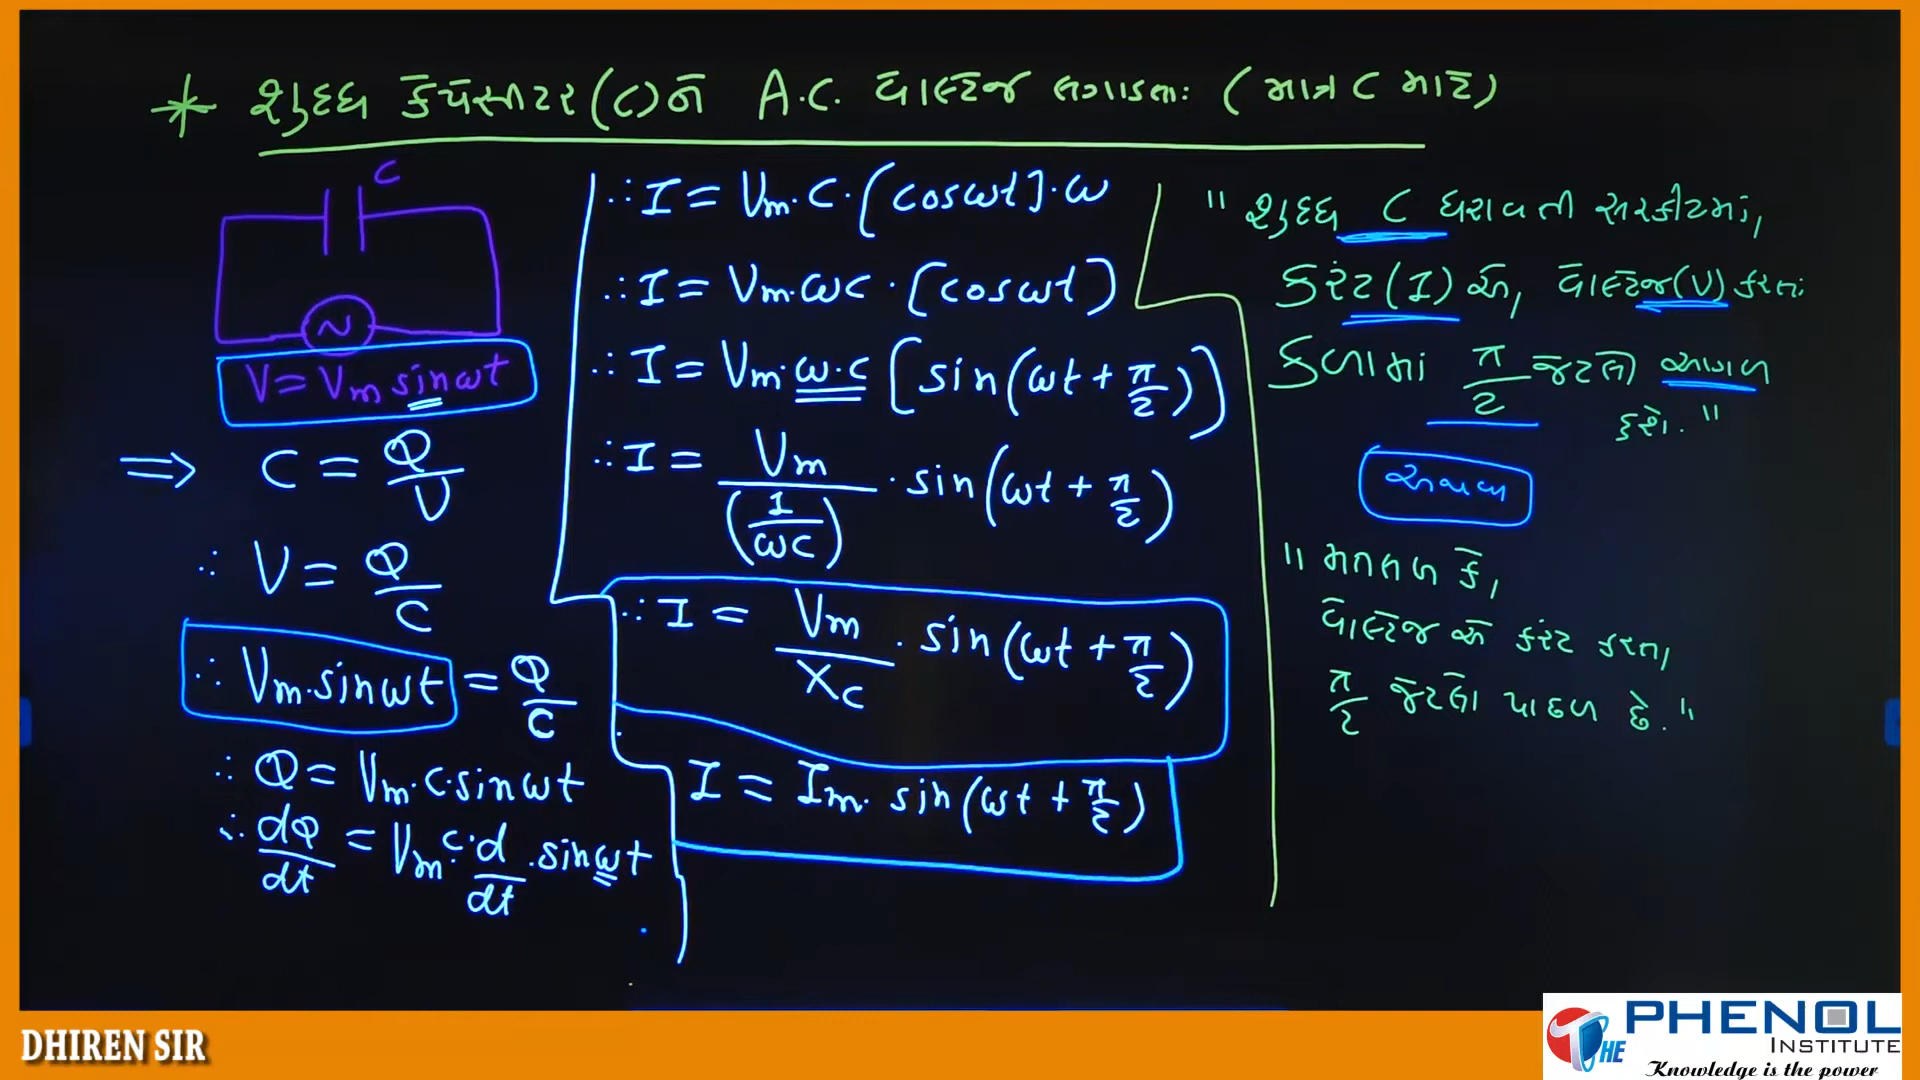 * શુદ્ધ કેપેસીટર (C) ને A.C. વોલ્ટેજ લગાડતાઃ (માત્ર C માટે)
C
~
V = Vm sinωt
⇒ C = Q/V
∴ V = Q/C
∴ Vm.sinωt = Q/C
∴ Q = Vm.C.sinωt
∴ dQ/dt = Vm.C.d/dt.sinωt
∴ I = Vm.C.[cosωt].ω
∴ I = Vm.ωC.[cosωt]
∴ I = Vm.ω.C [sin(ωt + π/2)]
∴ I = Vm/(1/ωC) . sin(ωt + π/2)
∴ I = Vm/XC . sin(ωt + π/2)
I = Im. sin(ωt + π/2)
"શુદ્ધ C ધરાવતી સરકીટમાં,
કરંટ (I) એ, વોલ્ટેજ (V) કરતાં
કળામાં π/2 જેટલો આગળ
હશે."
"મતલબ કે,
વોલ્ટેજ એ કરંટ કરતા,
π/2 જેટલો પાછળ છે."
DHIREN SIR
THE
PHENOL
INSTITUTE
Knowledge is the power